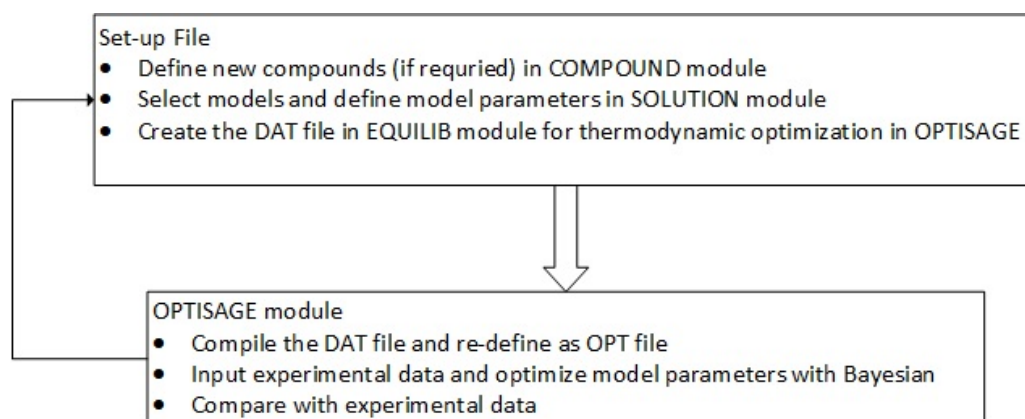 Set-up File
• Define new compounds (if requried) in COMPOUND module
• Select models and define model parameters in SOLUTION module
• Create the DAT file in EQUILIB module for thermodynamic optimization in OPTISAGE
OPTISAGE module
• Compile the DAT file and re-define as OPT file
• Input experimental data and optimize model parameters with Bayesian
• Compare with experimental data